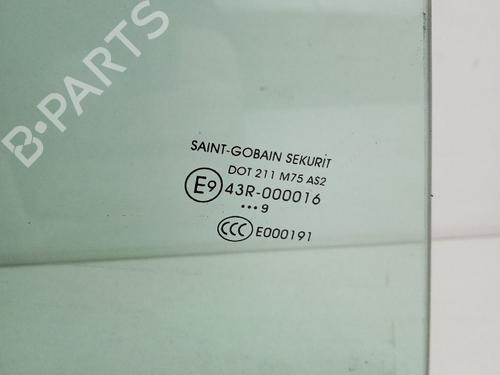 B-PARTS
SAINT-GOBAIN SEKURIT
DOT 211 M75 AS2
E9 43R-000016
•••9
CCC E000191